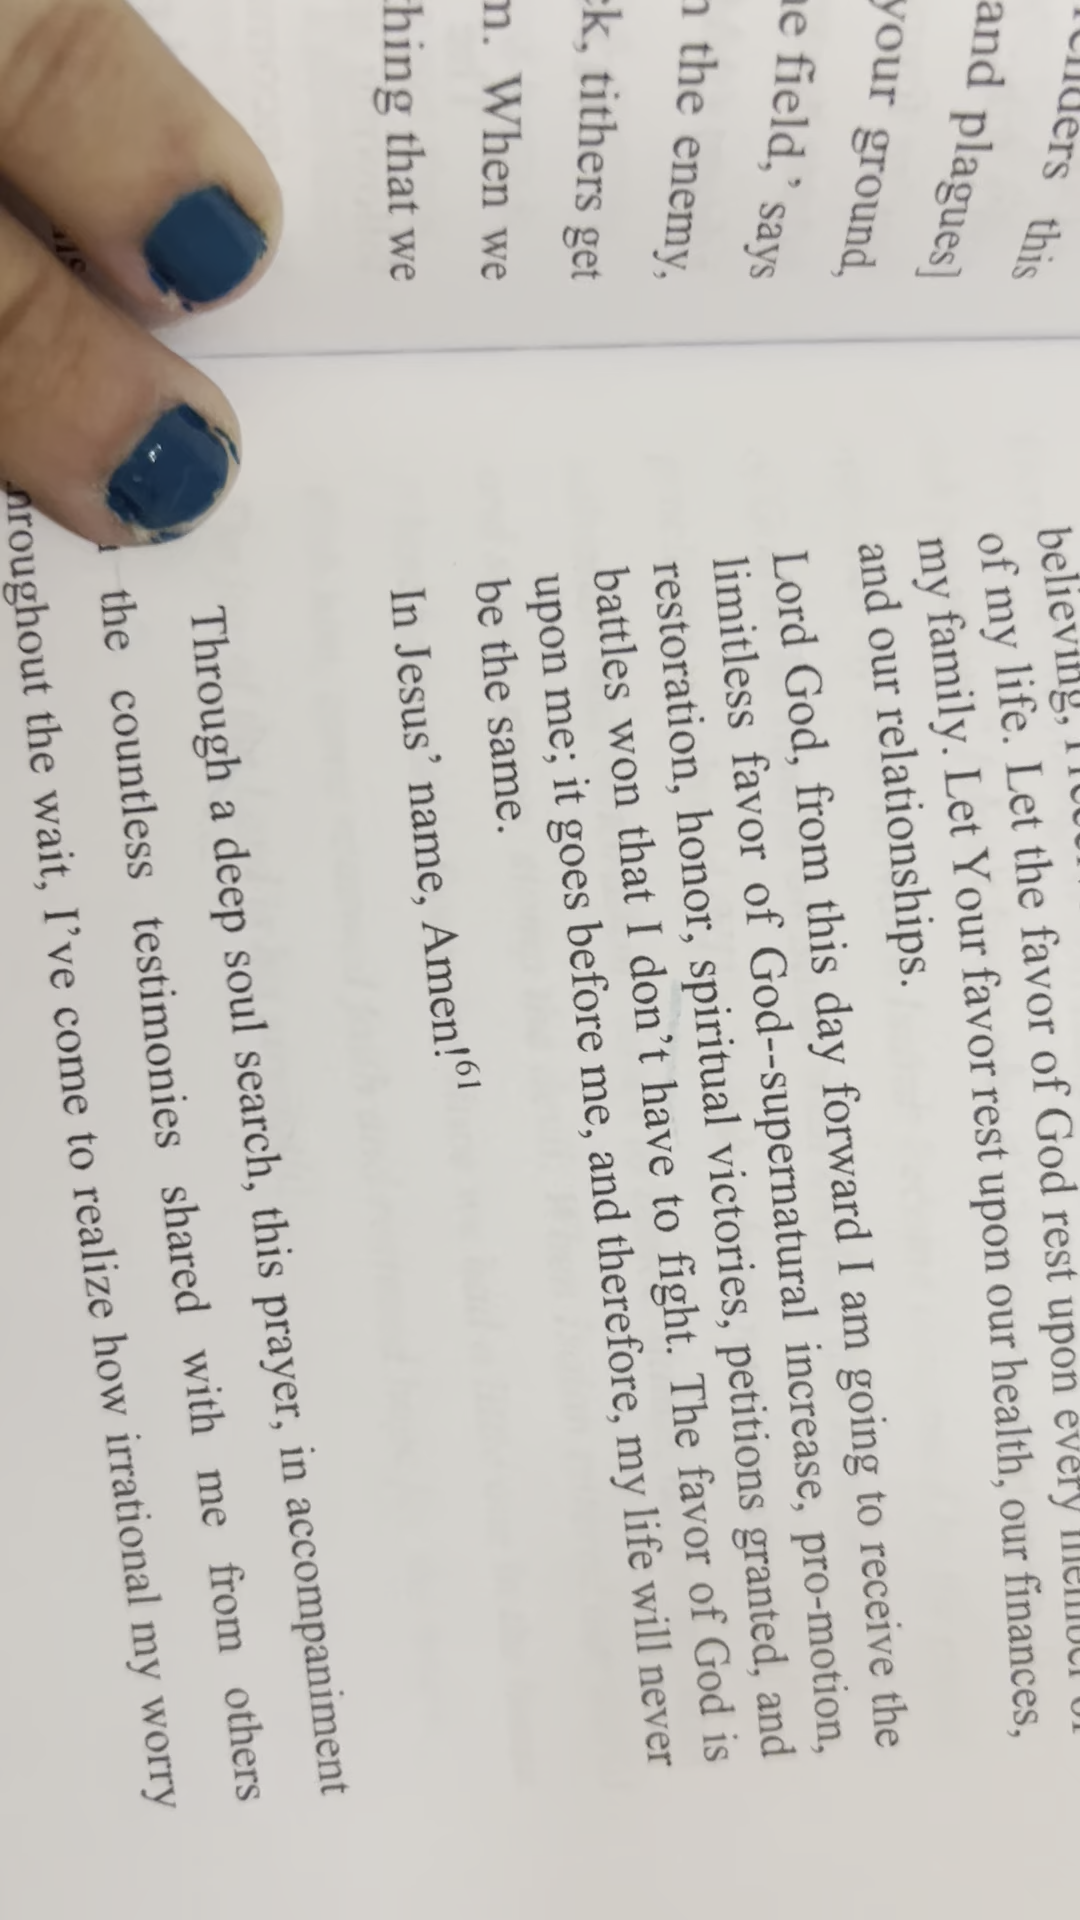 this
and plagues]
your ground,
field,' says
the enemy,
tithers get
When we
that we
believing,
of my life. Let the favor of God rest upon every
my family. Let Your favor rest upon our health, our finances,
and our relationships.
Lord God, from this day forward I am going to receive the
limitless favor of God--supernatural increase, pro-motion,
restoration, honor, spiritual victories, petitions granted, and
battles won that I don't have to fight. The favor of God is
upon me; it goes before me, and therefore, my life will never
be the same.
In Jesus' name, Amen!61
Through a deep soul search, this prayer, in accompaniment
the countless testimonies shared with me from others
throughout the wait, I've come to realize how irrational my worry